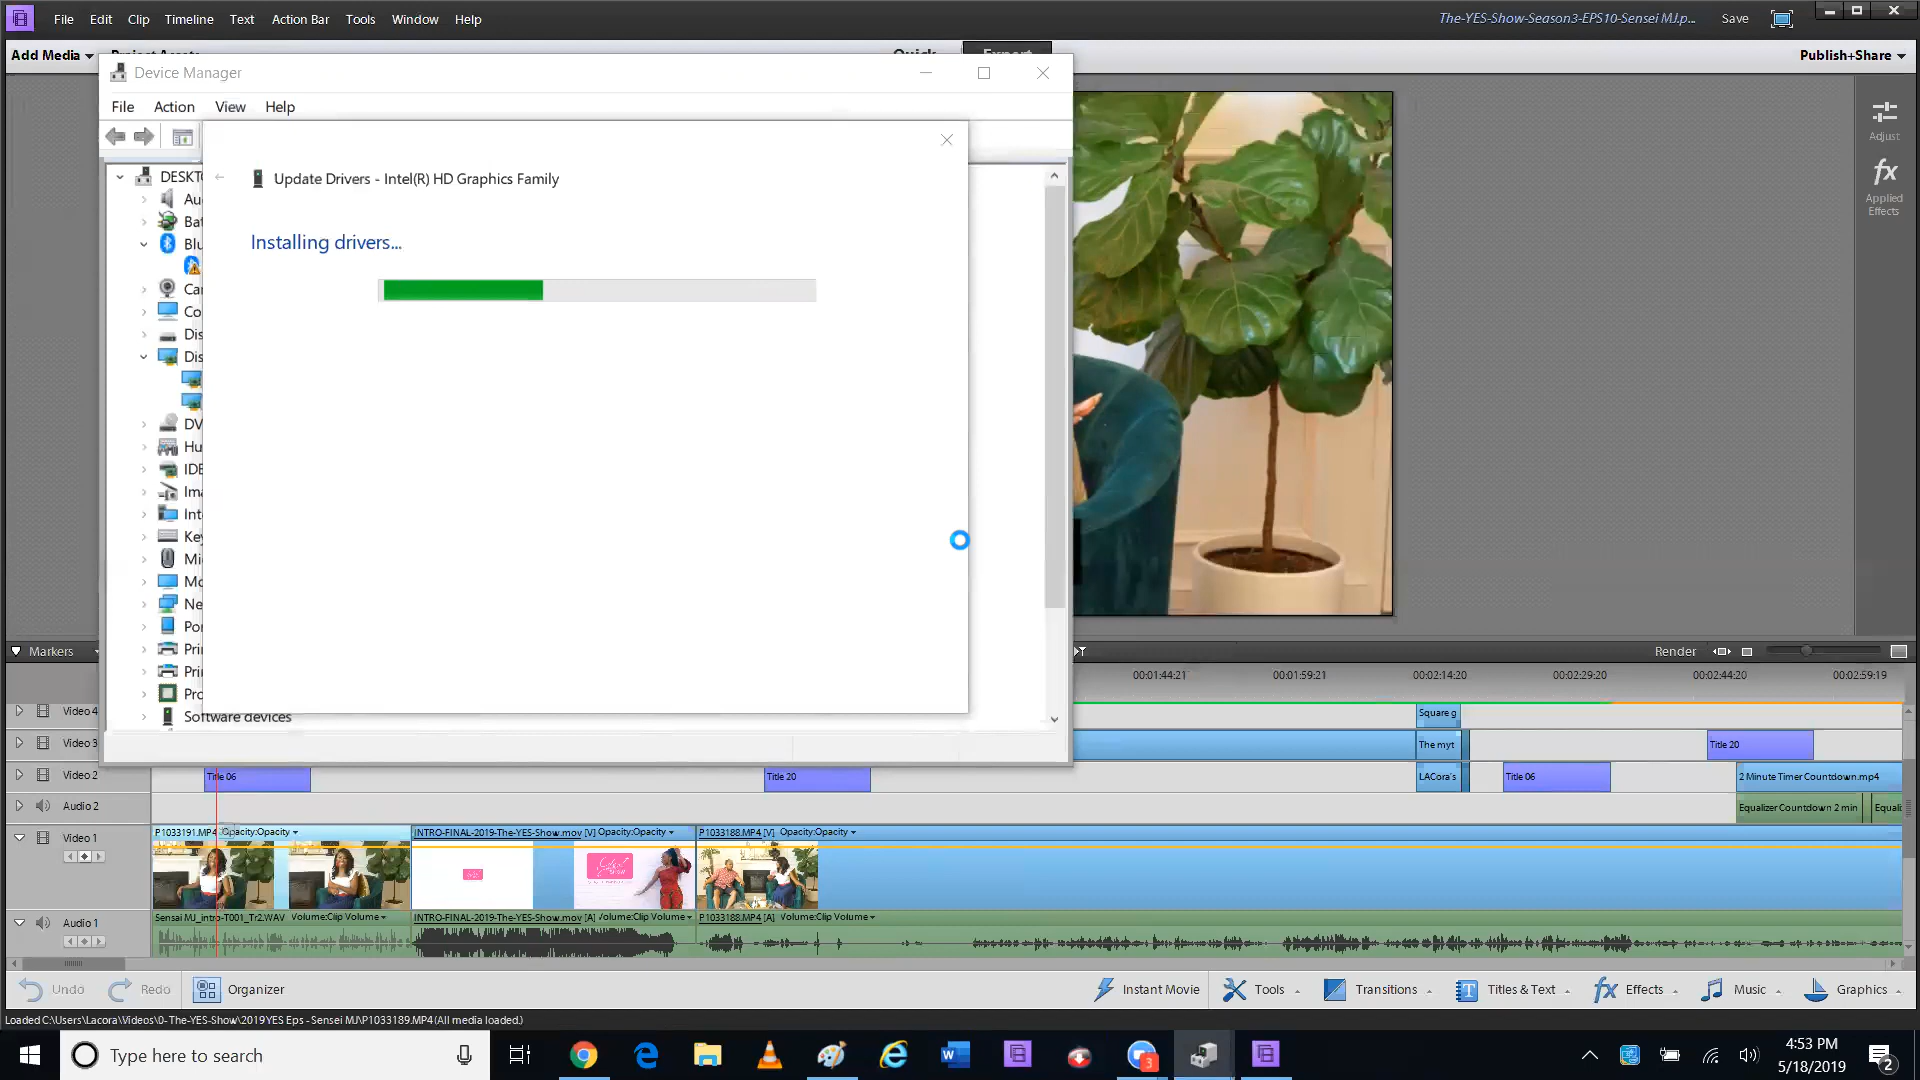 File Edit Clip Timeline Text Action Bar Tools Window Help
The-YES-Show-Season3-EPS10-Sensei MJ.p... Save
Add Media
Publish+Share
Device Manager
File Action View Help
DESKT
Update Drivers - Intel(R) HD Graphics Family
Installing drivers...
Au
Bat
Blu
Car
Co
Dis
Dis
DV
Hu
IDE
Ima
Int
Key
Mi
Mo
Ne
Por
Pri
Pri
Pro
Software devices
Adjust
fx
Applied
Effects
Markers
Render
00:01:44:21 00:01:59:21 00:02:14:20 00:02:29:20 00:02:44:20 00:02:59:19
Video 4
Square g
Video 3
The myt
Title 20
Video 2
Title 06
Title 20
LACora's
Title 06
2 Minute Timer Countdown.mp4
Audio 2
Equalizer Countdown 2 min
Equali
Video 1
P1033191.MP4 Opacity:Opacity
INTRO-FINAL-2019-The-YES-Show.mov [V] Opacity:Opacity
P1033188.MP4 [V] Opacity:Opacity
Audio 1
Sensei MJ_intro-T001_Tr2.WAV Volume:Clip Volume
INTRO-FINAL-2019-The-YES-Show.mov [A] Volume:Clip Volume
P1033188.MP4 [A] Volume:Clip Volume
Undo Redo Organizer
Instant Movie Tools Transitions Titles & Text fx Effects Music Graphics
Loaded C:\Users\Lacora\Videos\0- The-YES-Show\2019 YES Eps - Sensei MJ\P1033189.MP4 (All media loaded.)
Type here to search
3
4:53 PM
5/18/2019
2